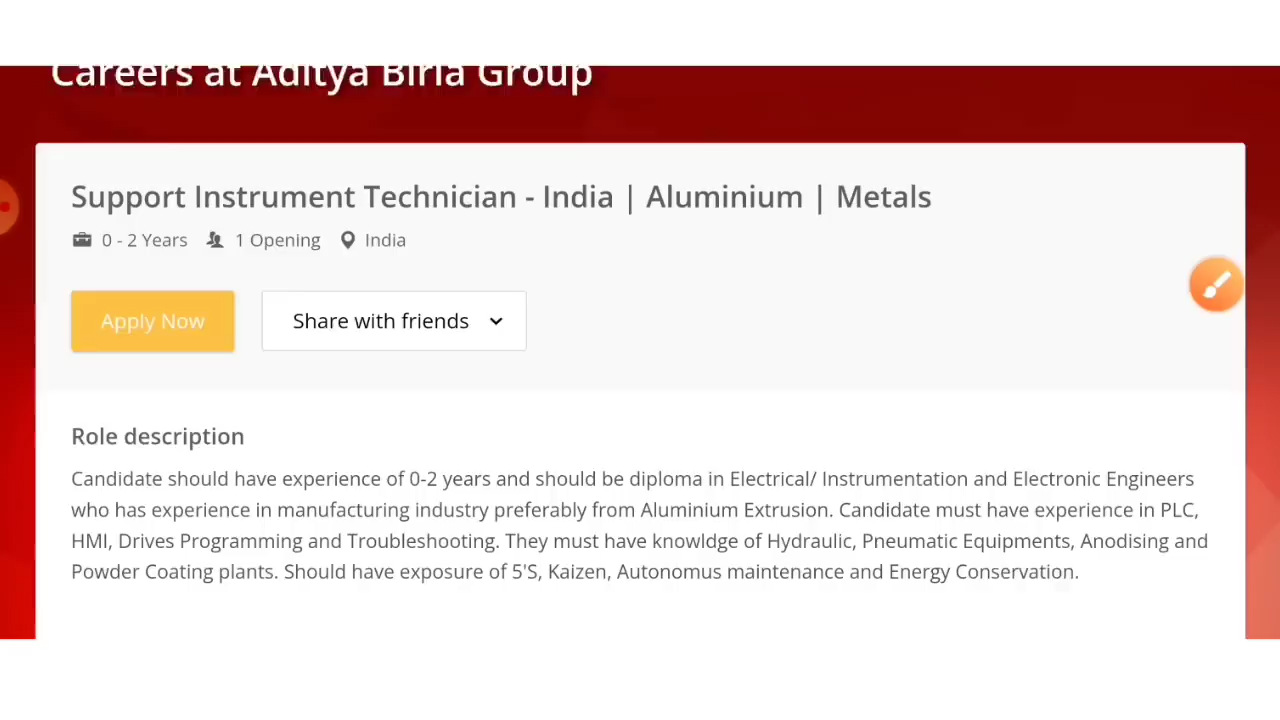 Careers at Aditya Birla Group
Support Instrument Technician - India | Aluminium | Metals
0 - 2 Years 1 Opening India
Apply Now Share with friends
Role description
Candidate should have experience of 0-2 years and should be diploma in Electrical/ Instrumentation and Electronic Engineers
who has experience in manufacturing industry preferably from Aluminium Extrusion. Candidate must have experience in PLC,
HMI, Drives Programming and Troubleshooting. They must have knowldge of Hydraulic, Pneumatic Equipments, Anodising and
Powder Coating plants. Should have exposure of 5'S, Kaizen, Autonomus maintenance and Energy Conservation.